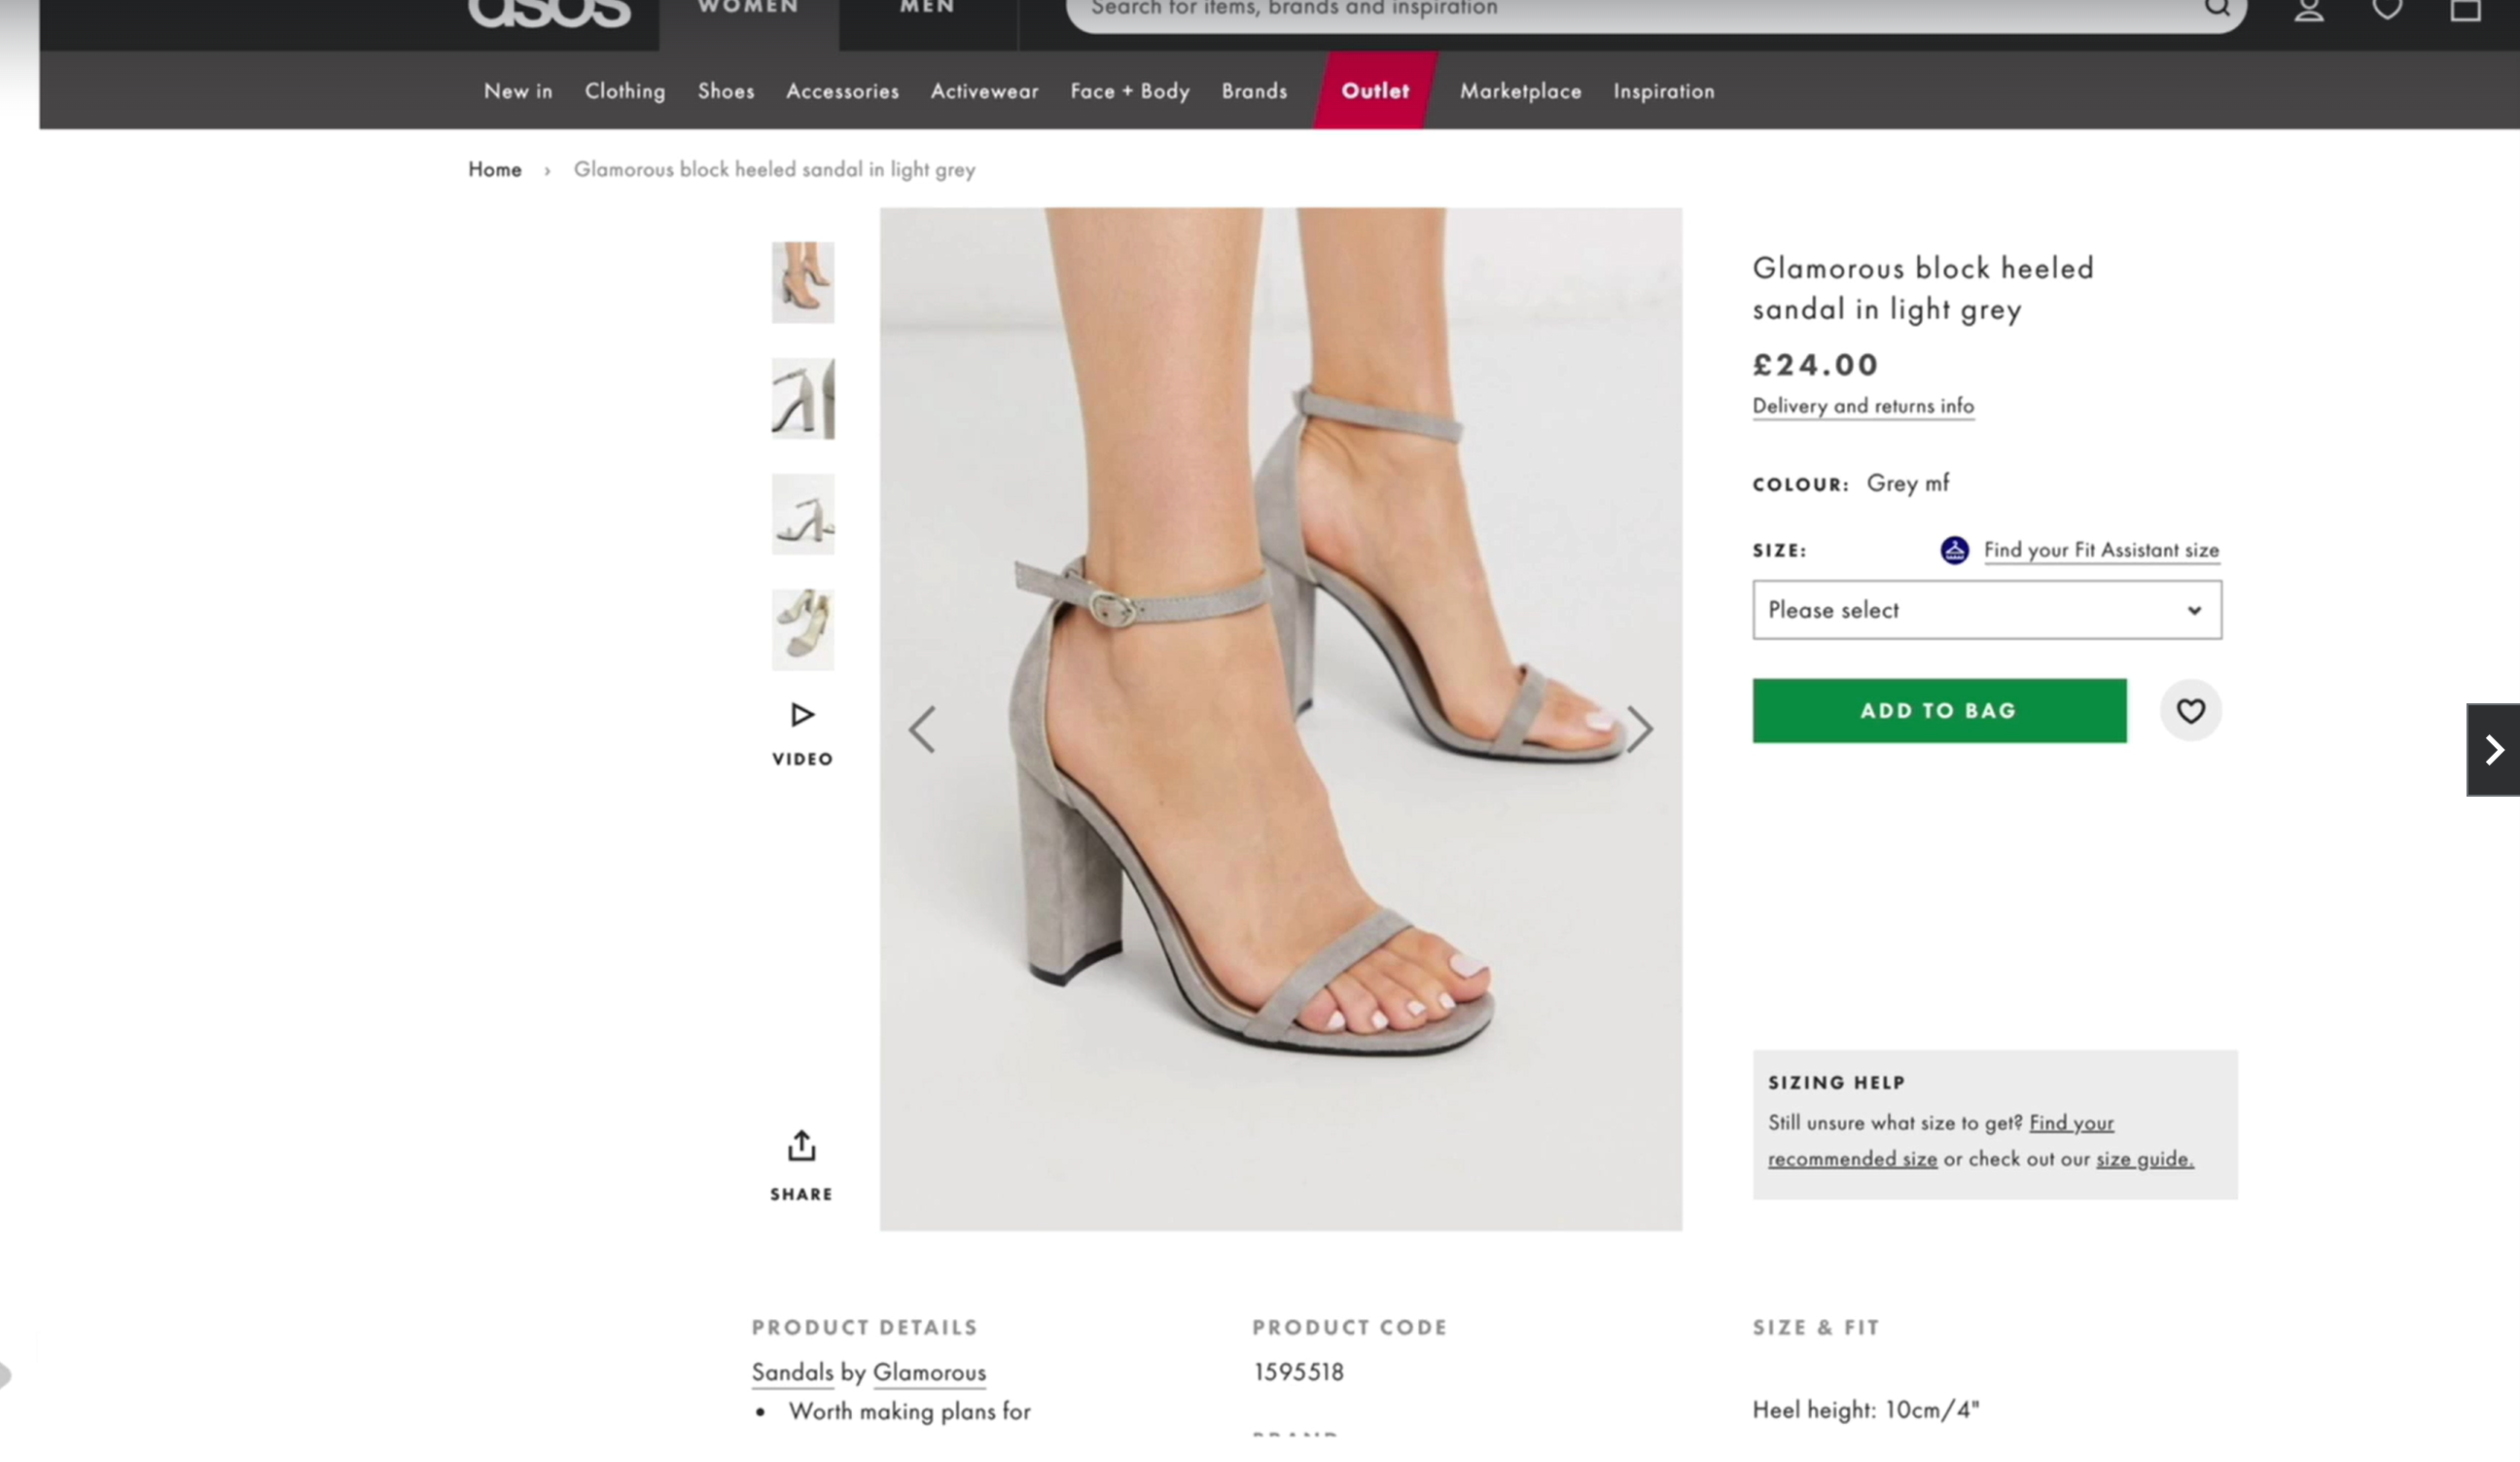 asos
WOMEN
MEN
Search for items, brands and inspiration
New in
Clothing
Shoes
Accessories
Activewear
Face + Body
Brands
Outlet
Marketplace
Inspiration
Home › Glamorous block heeled sandal in light grey
VIDEO
SHARE
Glamorous block heeled
sandal in light grey
£24.00
Delivery and returns info
COLOUR: Grey mf
SIZE:
Find your Fit Assistant size
Please select
ADD TO BAG
SIZING HELP
Still unsure what size to get? Find your
recommended size or check out our size guide.
PRODUCT DETAILS
Sandals by Glamorous
• Worth making plans for
PRODUCT CODE
1595518
BRAND
SIZE & FIT
Heel height: 10cm/4"